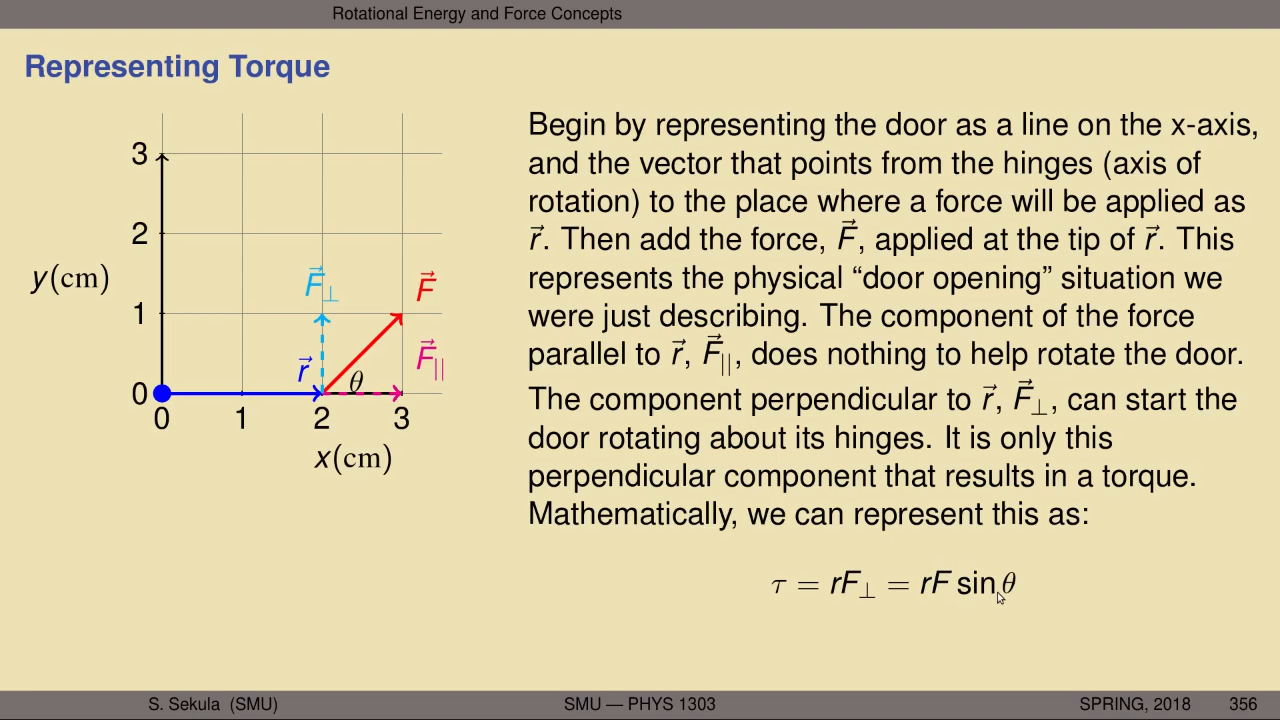 Rotational Energy and Force Concepts
Representing Torque
3
2
y(cm)
1
0
0 1 2 3
x(cm)
F⃗⊥
F⃗
r⃗
θ
F⃗||
Begin by representing the door as a line on the x-axis,
and the vector that points from the hinges (axis of
rotation) to the place where a force will be applied as
r⃗. Then add the force, F⃗, applied at the tip of r⃗. This
represents the physical “door opening” situation we
were just describing. The component of the force
parallel to r⃗, F⃗||, does nothing to help rotate the door.
The component perpendicular to r⃗, F⃗⊥, can start the
door rotating about its hinges. It is only this
perpendicular component that results in a torque.
Mathematically, we can represent this as:
τ = rF⊥ = rF sin θ
S. Sekula (SMU) SMU — PHYS 1303 SPRING, 2018 356